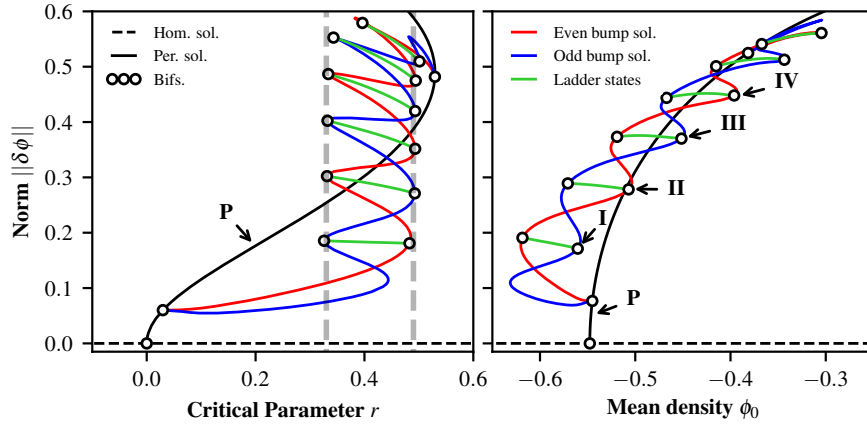 Hom. sol.
Per. sol.
Bifs.
P
0.6
0.5
0.4
0.3
0.2
0.1
0.0
Norm ||δϕ||
0.0 0.2 0.4 0.6
Critical Parameter r
Even bump sol.
Odd bump sol.
Ladder states
IV
III
II
I
P
−0.6 −0.5 −0.4 −0.3
Mean density ϕ₀